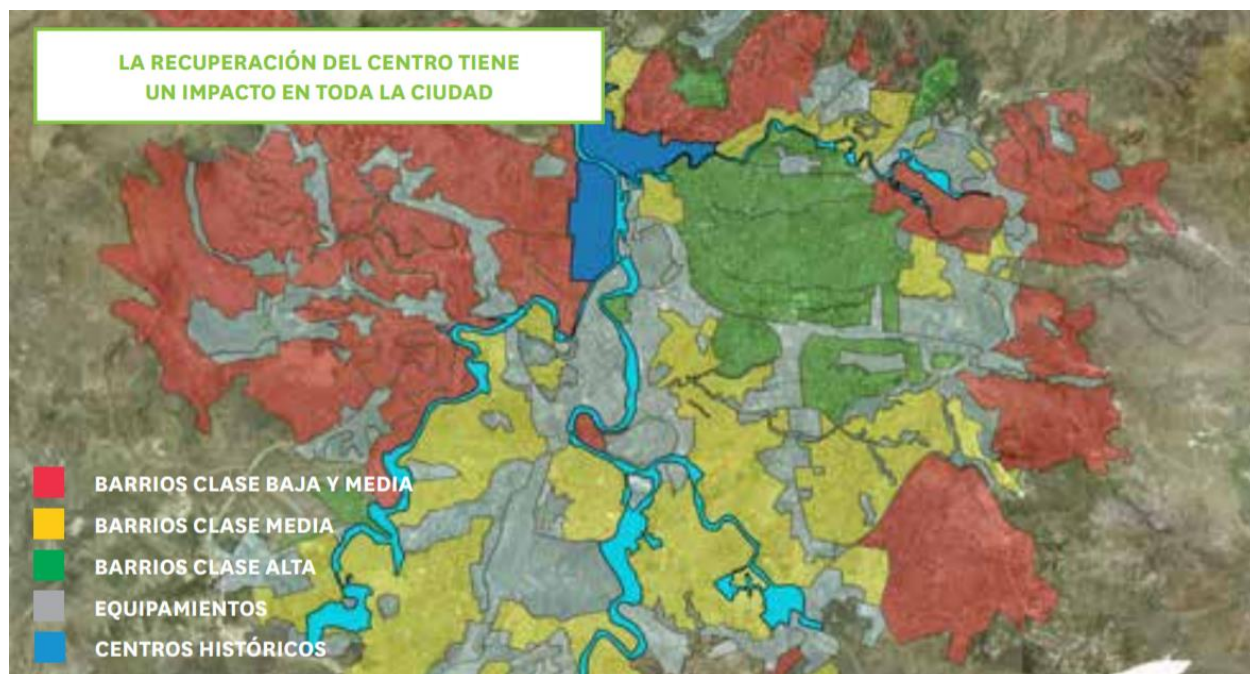 LA RECUPERACIÓN DEL CENTRO TIENE
UN IMPACTO EN TODA LA CIUDAD
BARRIOS CLASE BAJA Y MEDIA
BARRIOS CLASE MEDIA
BARRIOS CLASE ALTA
EQUIPAMIENTOS
CENTROS HISTÓRICOS